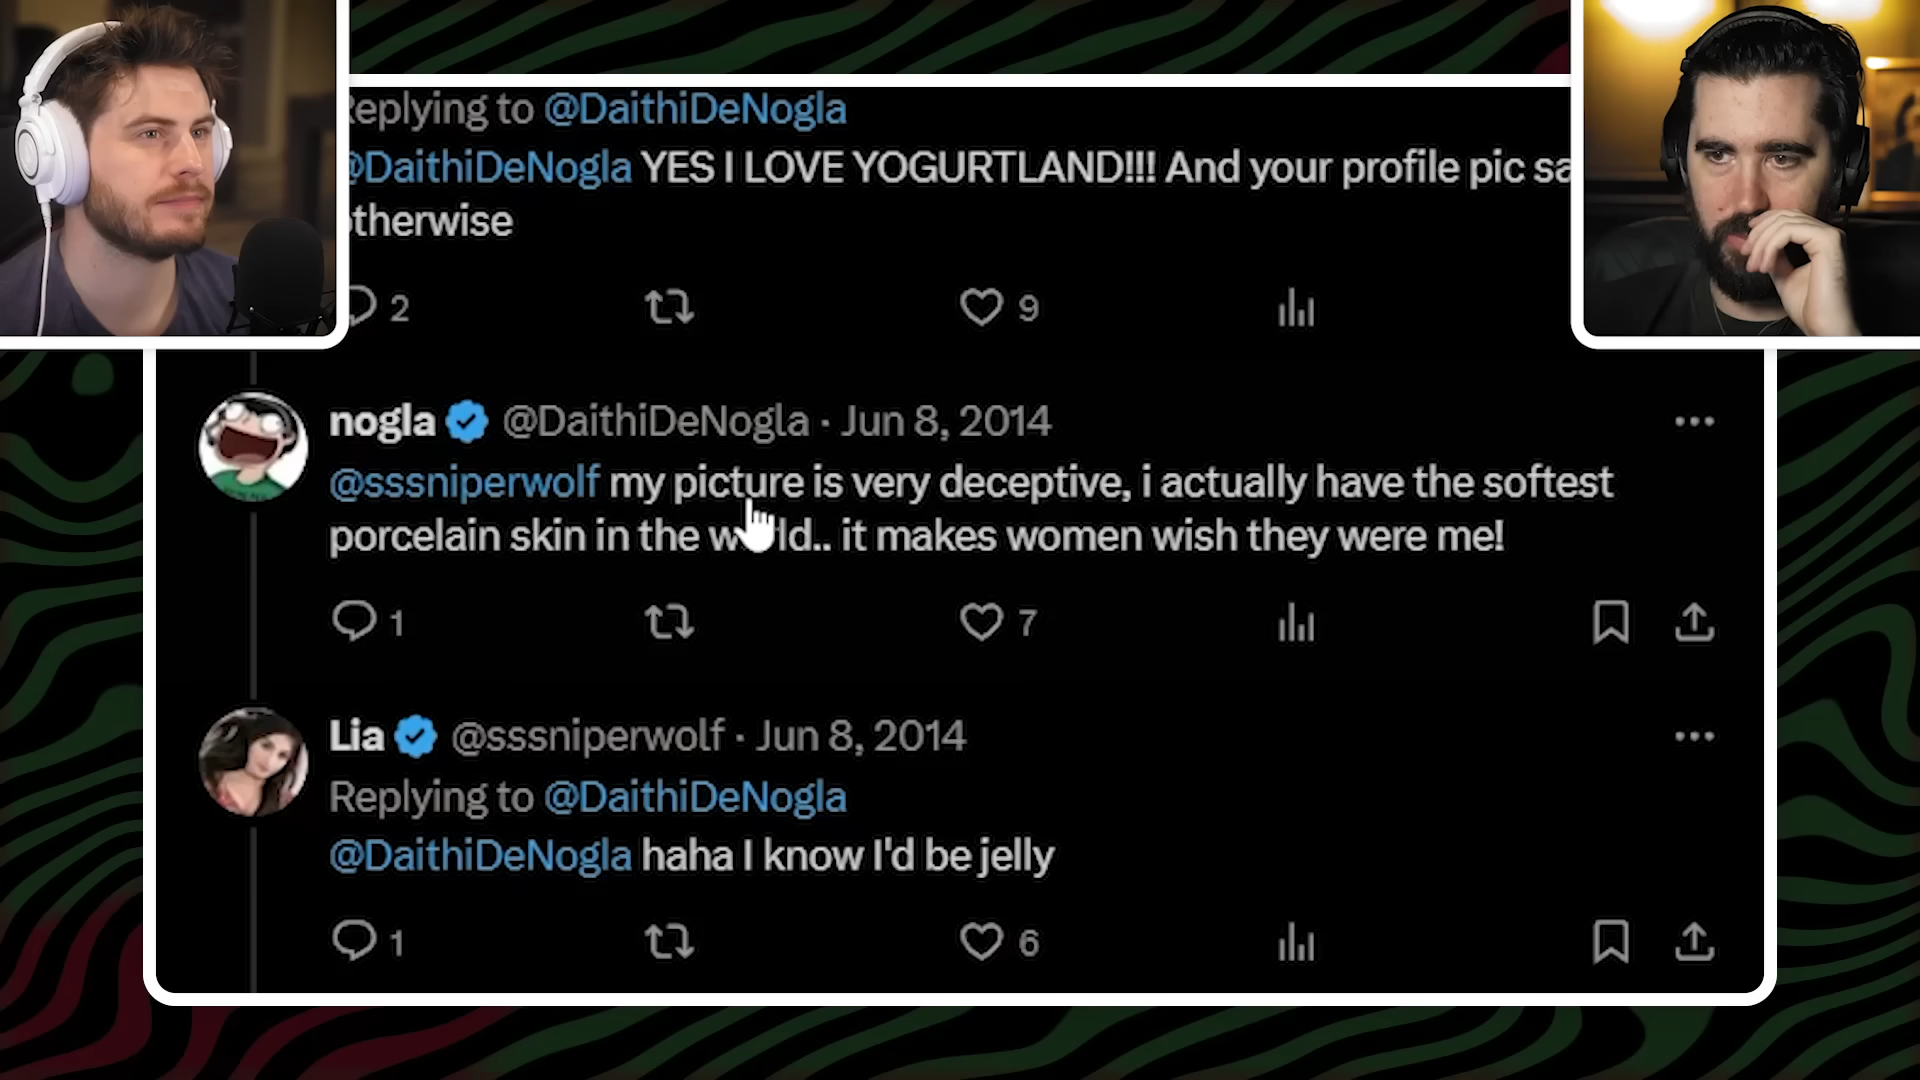 Replying to @DaithiDeNogla
@DaithiDeNogla YES I LOVE YOGURTLAND!!! And your profile pic sa
otherwise
2 9
nogla @DaithiDeNogla · Jun 8, 2014
@sssniperwolf my picture is very deceptive, i actually have the softest
porcelain skin in the world.. it makes women wish they were me!
1 7
Lia @sssniperwolf · Jun 8, 2014
Replying to @DaithiDeNogla
@DaithiDeNogla haha I know I'd be jelly
1 6